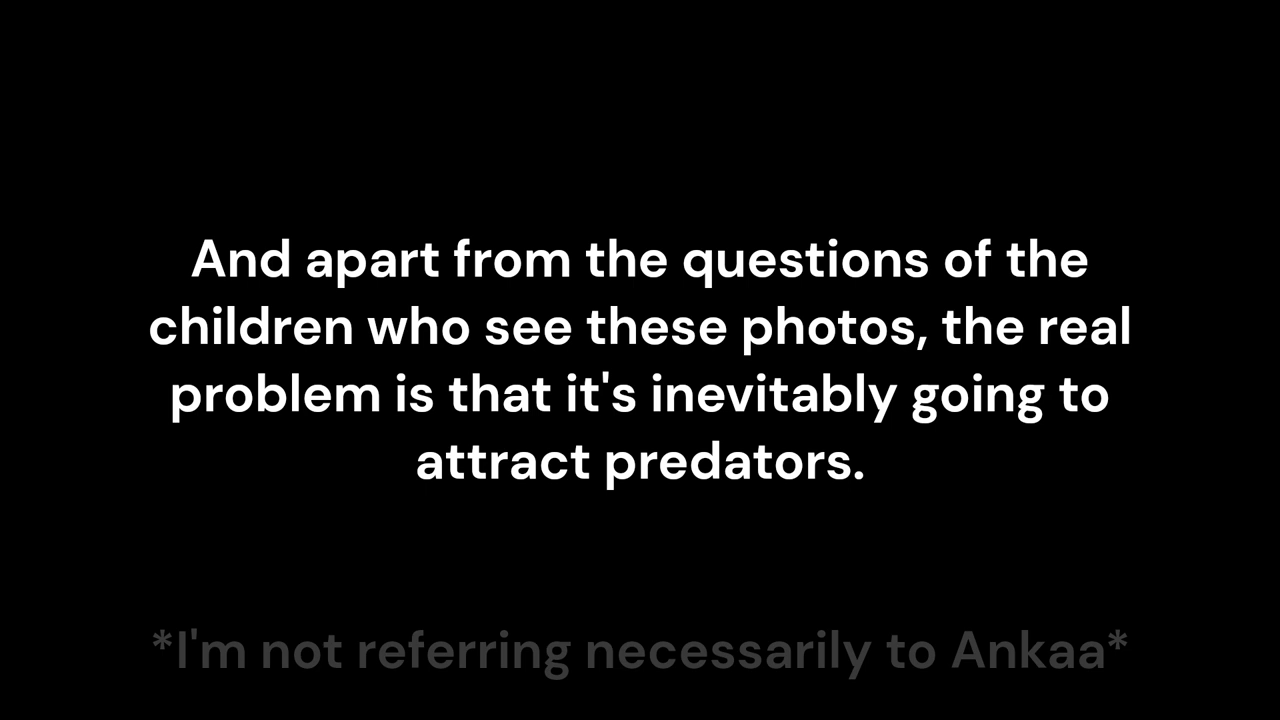 And apart from the questions of the
children who see these photos, the real
problem is that it's inevitably going to
attract predators.
*I'm not referring necessarily to Ankaa*